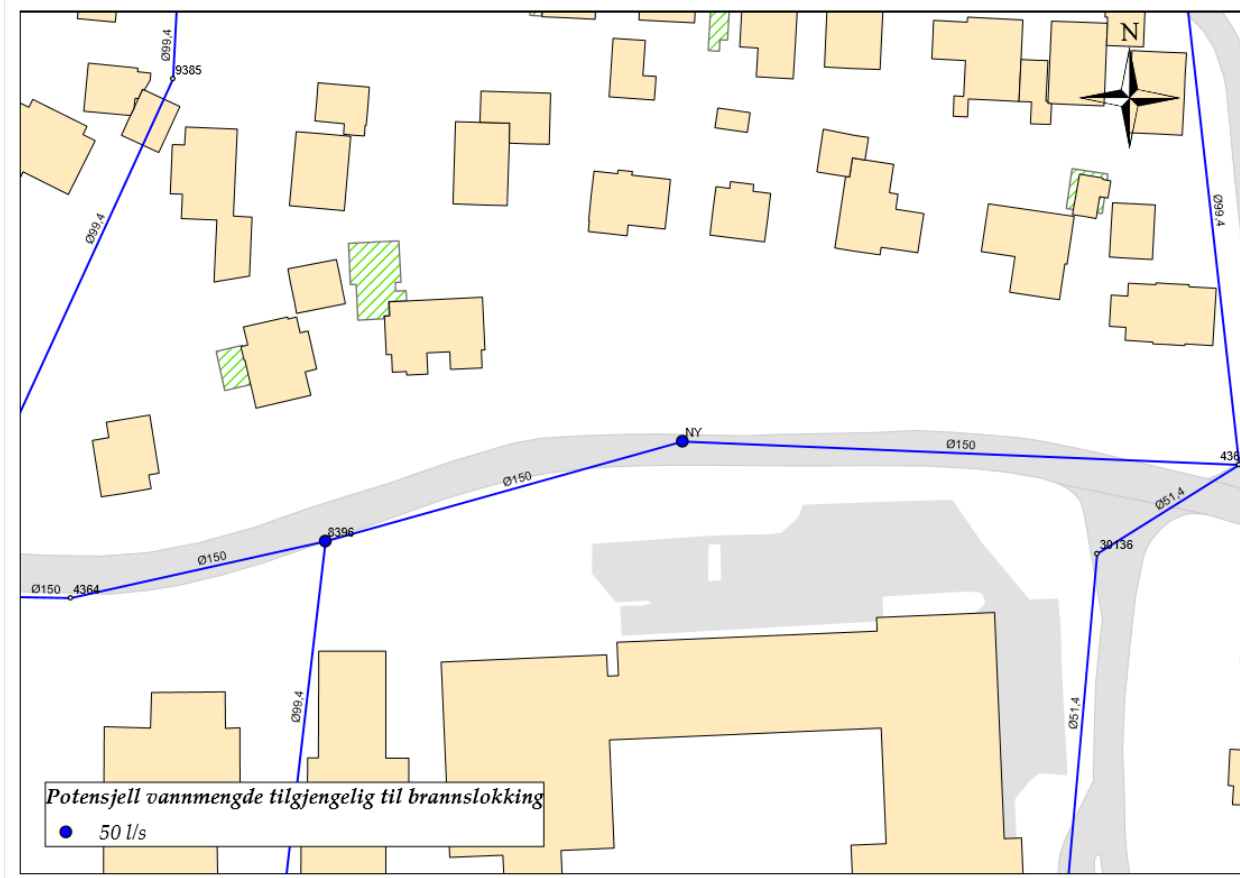 Ø99,4
9385
N
Ø99,4
Ø99,4
NY
Ø150
436
Ø150
Ø51,4
8396
30136
Ø150
Ø150
4364
Ø99,4
Ø51,4
Potensjell vannmengde tilgjengelig til brannslokking
50 l/s